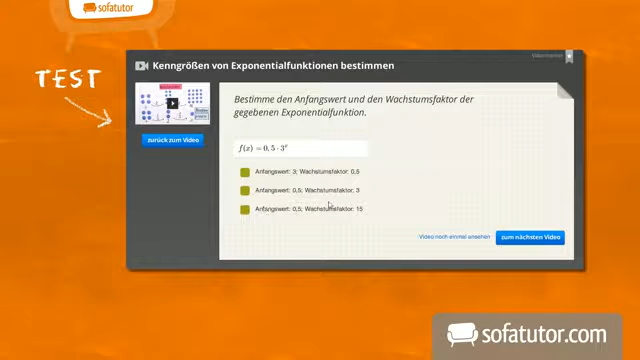 sofatutor
TEST
Kenngrößen von Exponentialfunktionen bestimmen
zurück zum Video
Bestimme den Anfangswert und den Wachstumsfaktor der
gegebenen Exponentialfunktion.
f(x) = 0,5 · 3ˣ
Anfangswert: 3; Wachstumsfaktor: 0,5
Anfangswert: 0,5; Wachstumsfaktor: 3
Anfangswert: 0,5; Wachstumsfaktor: 15
Video noch einmal ansehen
zum nächsten Video
sofatutor.com